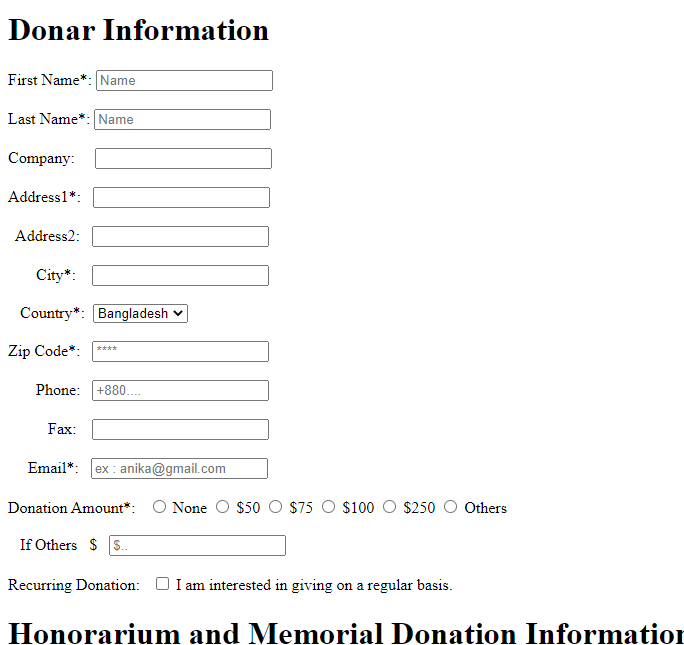 Donar Information
First Name*: Name
Last Name*: Name
Company:
Address1*:
Address2:
City*:
Country*: Bangladesh
Zip Code*: ****
Phone: +880....
Fax:
Email*: ex : anika@gmail.com
Donation Amount*: None $50 $75 $100 $250 Others
If Others $ $..
Recurring Donation: I am interested in giving on a regular basis.
Honorarium and Memorial Donation Information